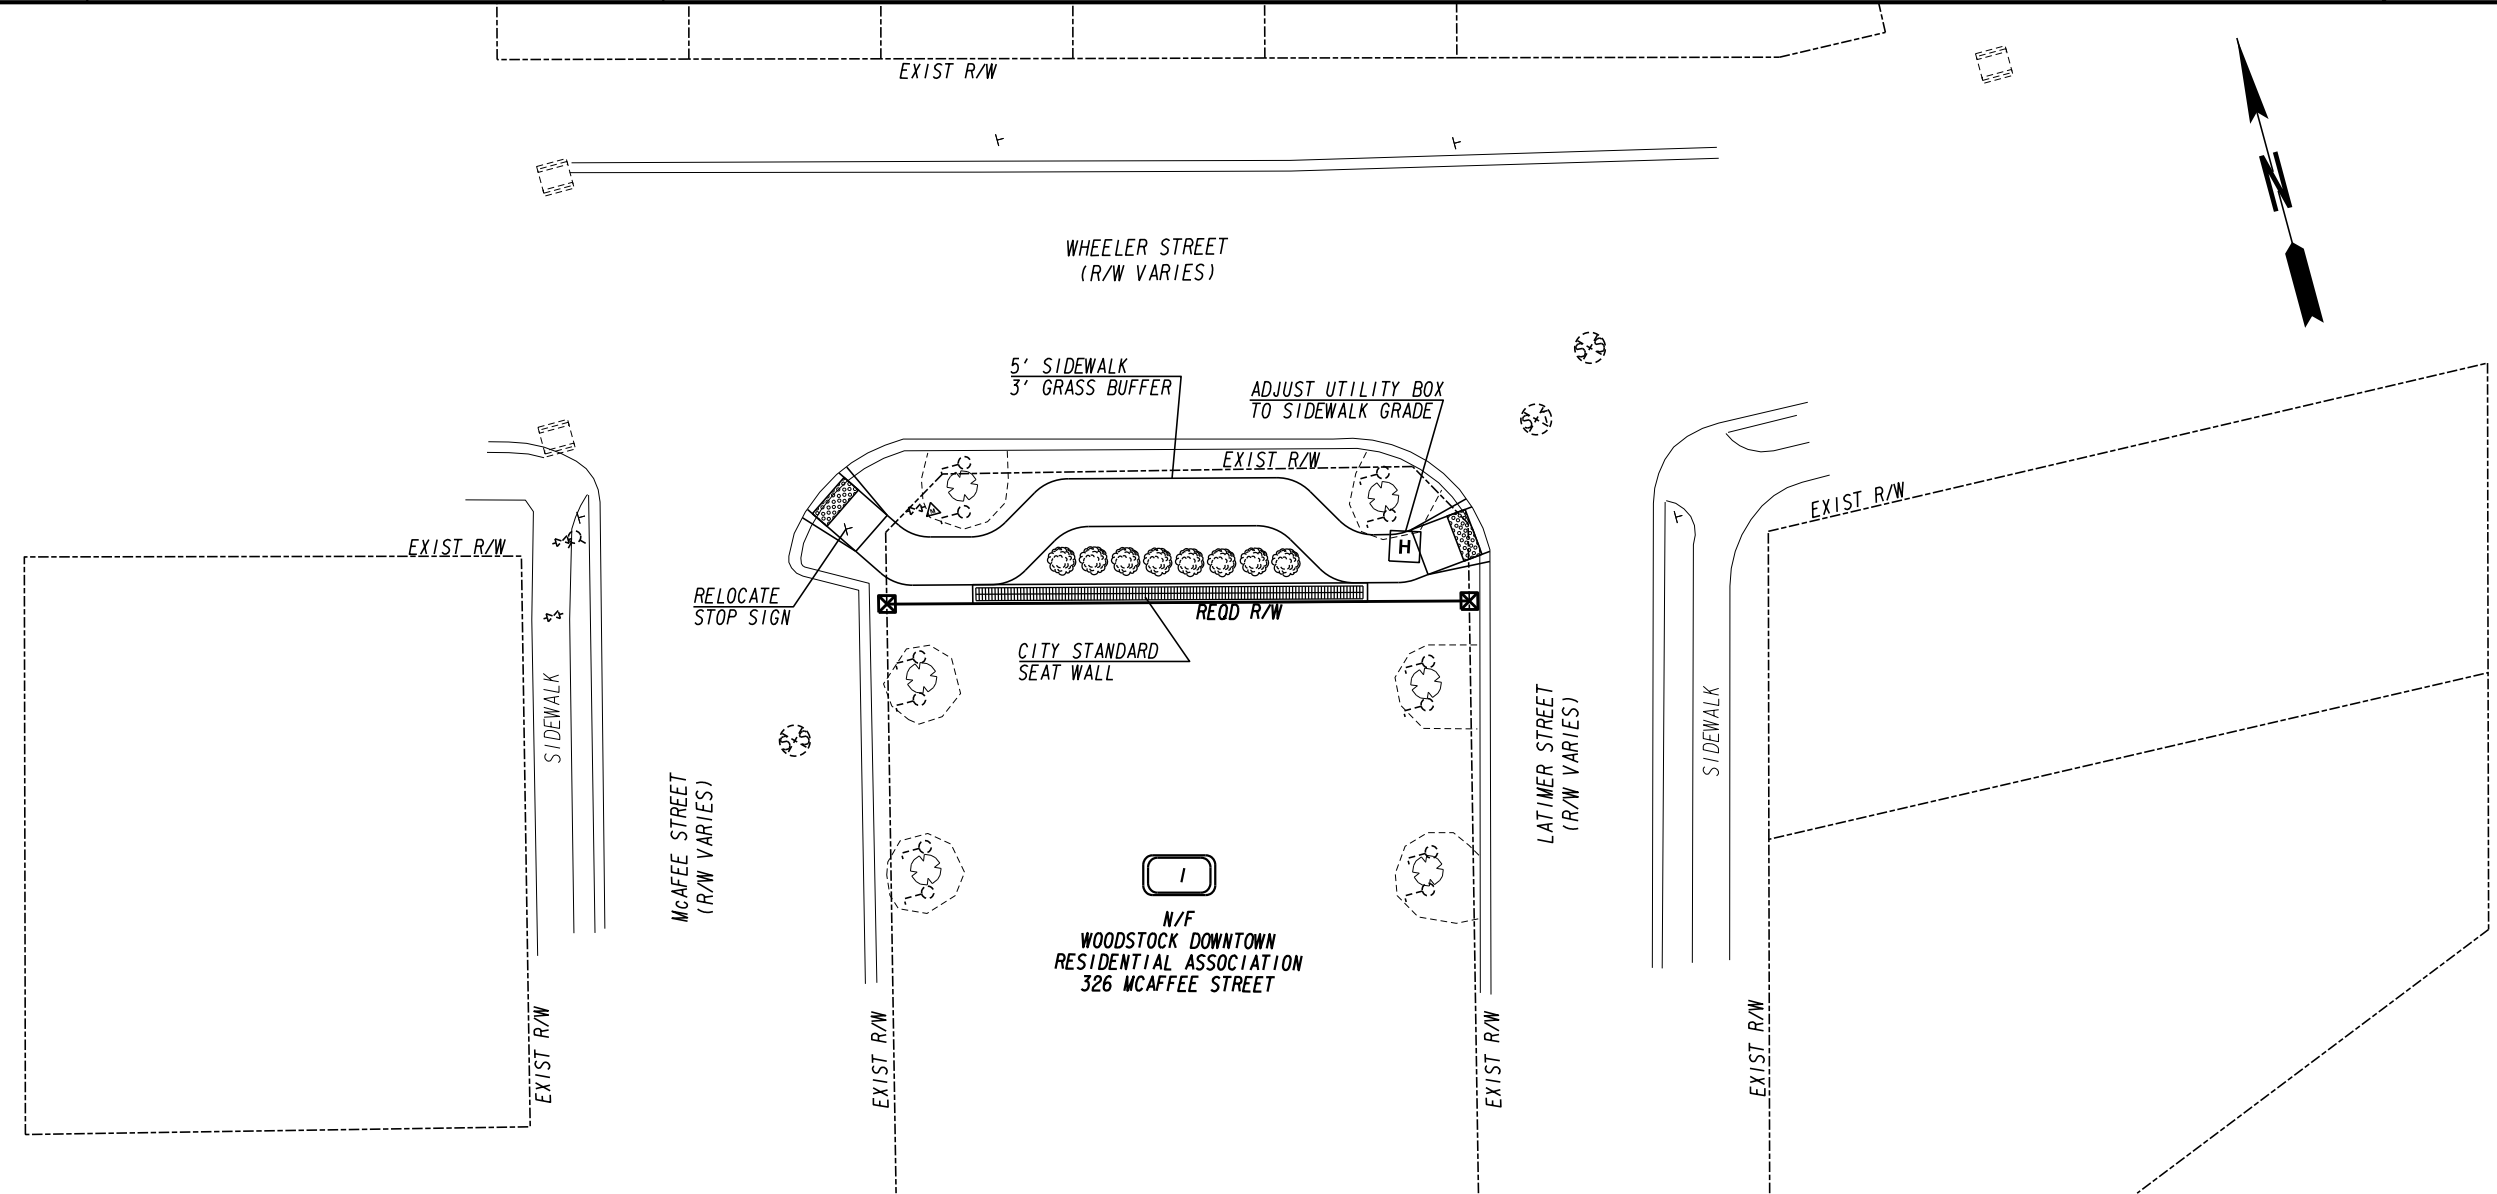 EXIST R/W
N
WHEELER STREET
(R/W VARIES)
5' SIDEWALK
3' GRASS BUFFER
ADJUST UTILITY BOX
TO SIDEWALK GRADE
EXIST R/W
EXIST R/W
EXIST R/W
H
RELOCATE
STOP SIGN
REQD R/W
CITY STANDARD
SEAT WALL
SIDEWALK
McAFEE STREET
(R/W VARIES)
LATIMER STREET
(R/W VARIES)
SIDEWALK
1
N/F
WOODSTOCK DOWNTOWN
RESIDENTIAL ASSOCIATION
326 MCAFFEE STREET
EXIST R/W
EXIST R/W
EXIST R/W
EXIST R/W